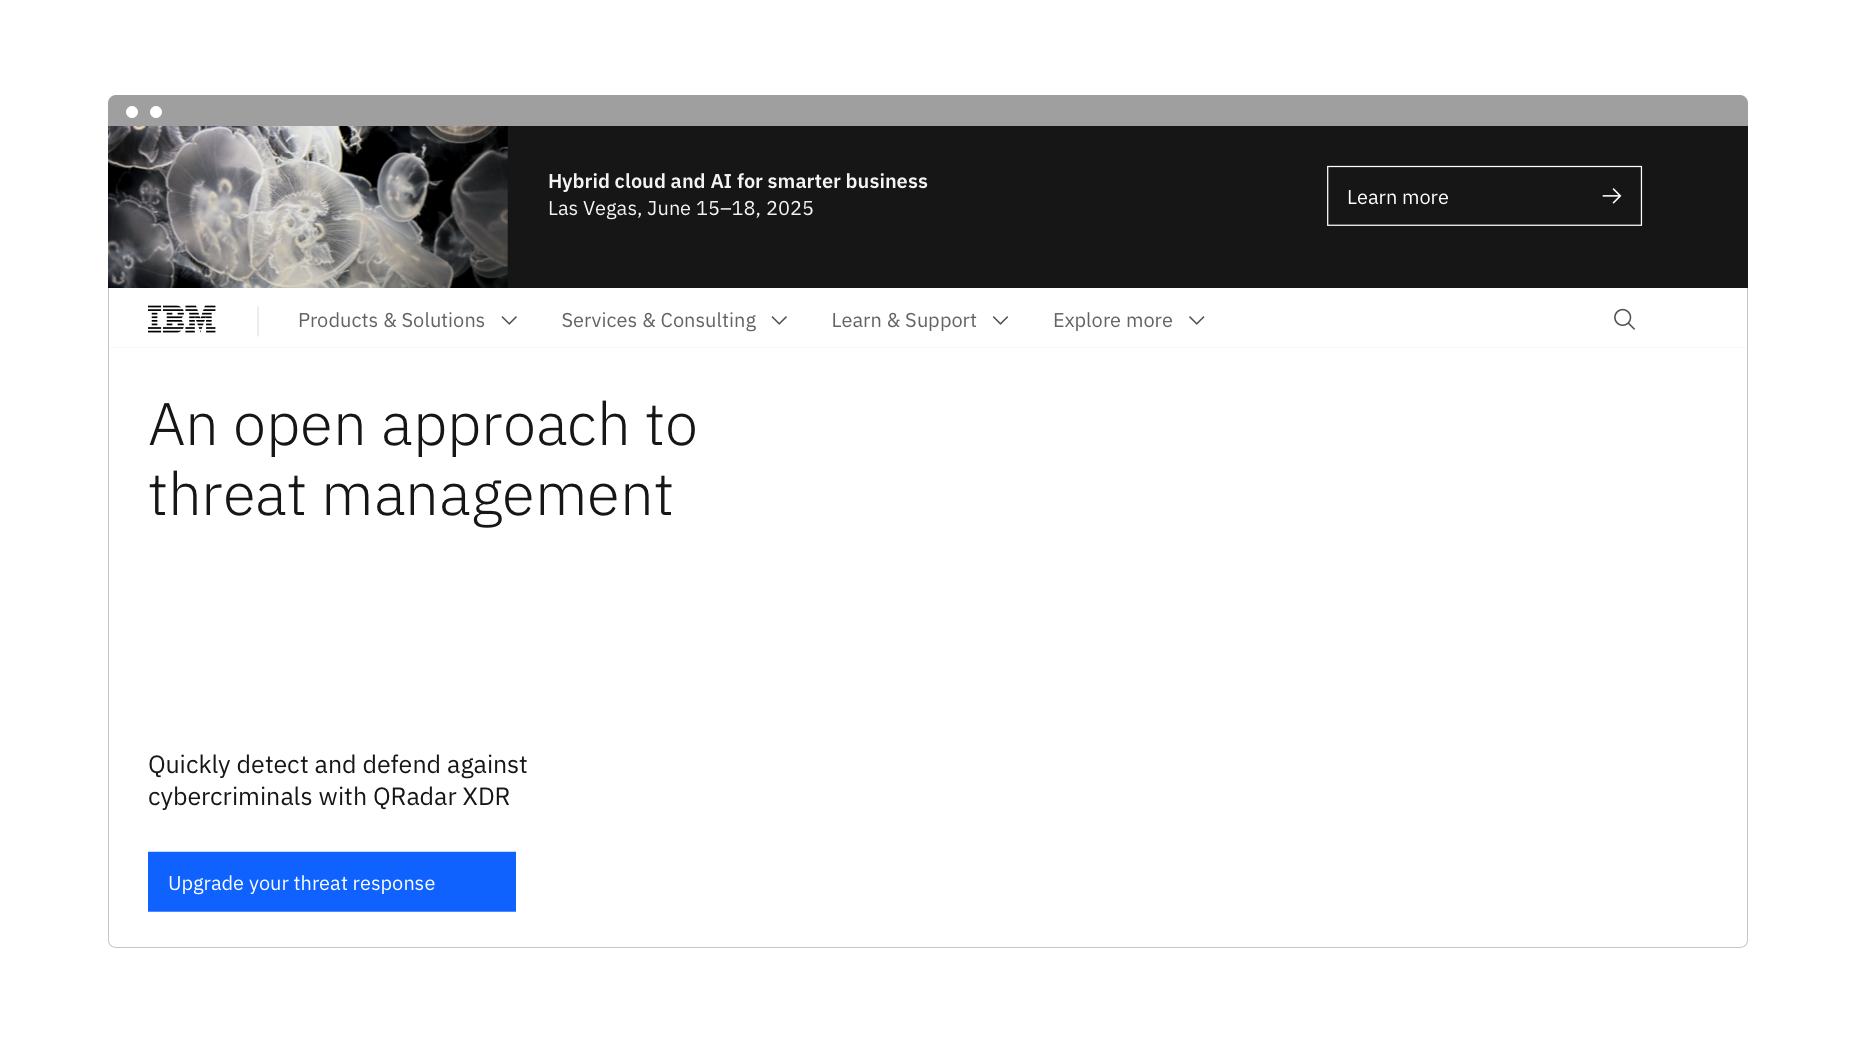 Hybrid cloud and AI for smarter business
Las Vegas, June 15–18, 2025
Learn more
IBM
Products & Solutions
Services & Consulting
Learn & Support
Explore more
An open approach to
threat management
Quickly detect and defend against
cybercriminals with QRadar XDR
Upgrade your threat response